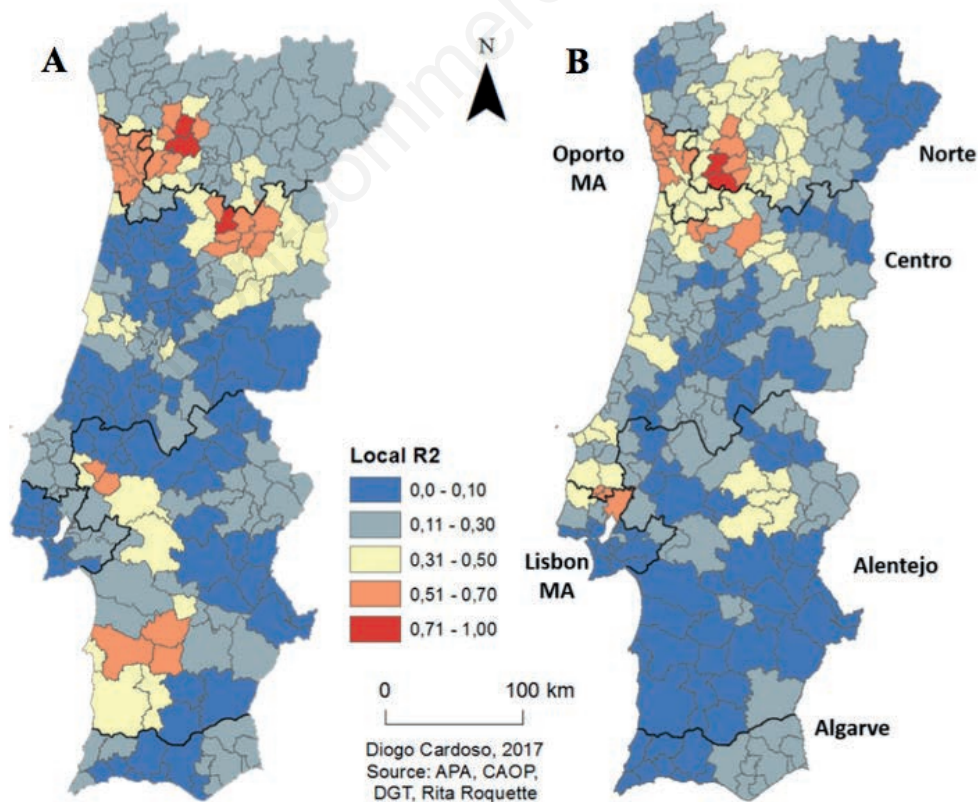 A
N
B
Oporto
MA
Norte
Centro
Local R2
0,0 - 0,10
0,11 - 0,30
0,31 - 0,50
0,51 - 0,70
0,71 - 1,00
Lisbon
MA
Alentejo
0 100 km
Algarve
Diogo Cardoso, 2017
Source: APA, CAOP,
DGT, Rita Roquette